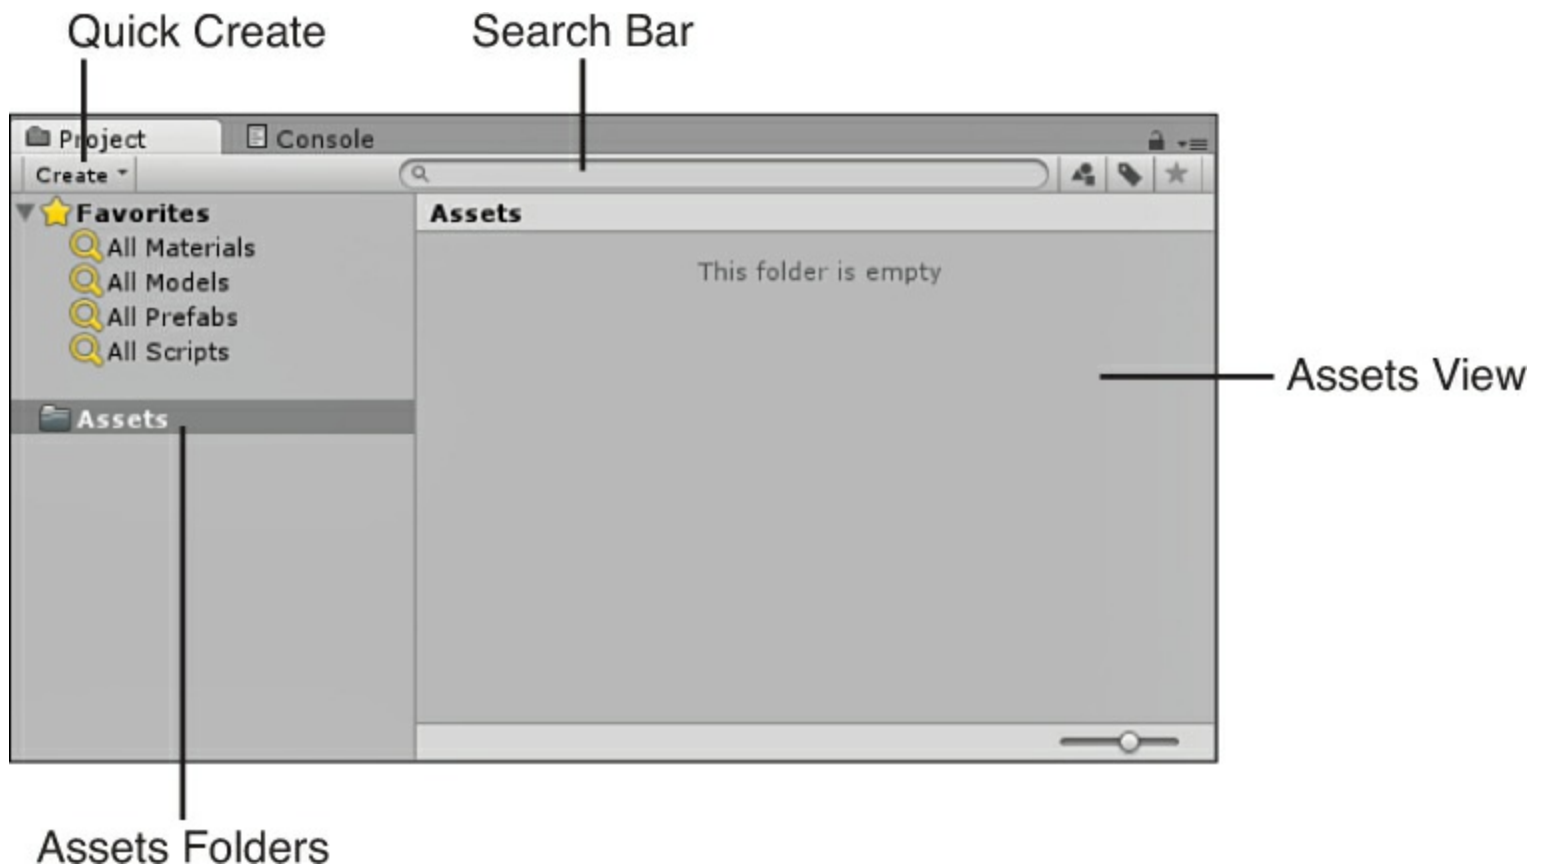 Quick Create
Search Bar
Project
Console
Create
Favorites
All Materials
All Models
All Prefabs
All Scripts
Assets
Assets
This folder is empty
Assets View
Assets Folders